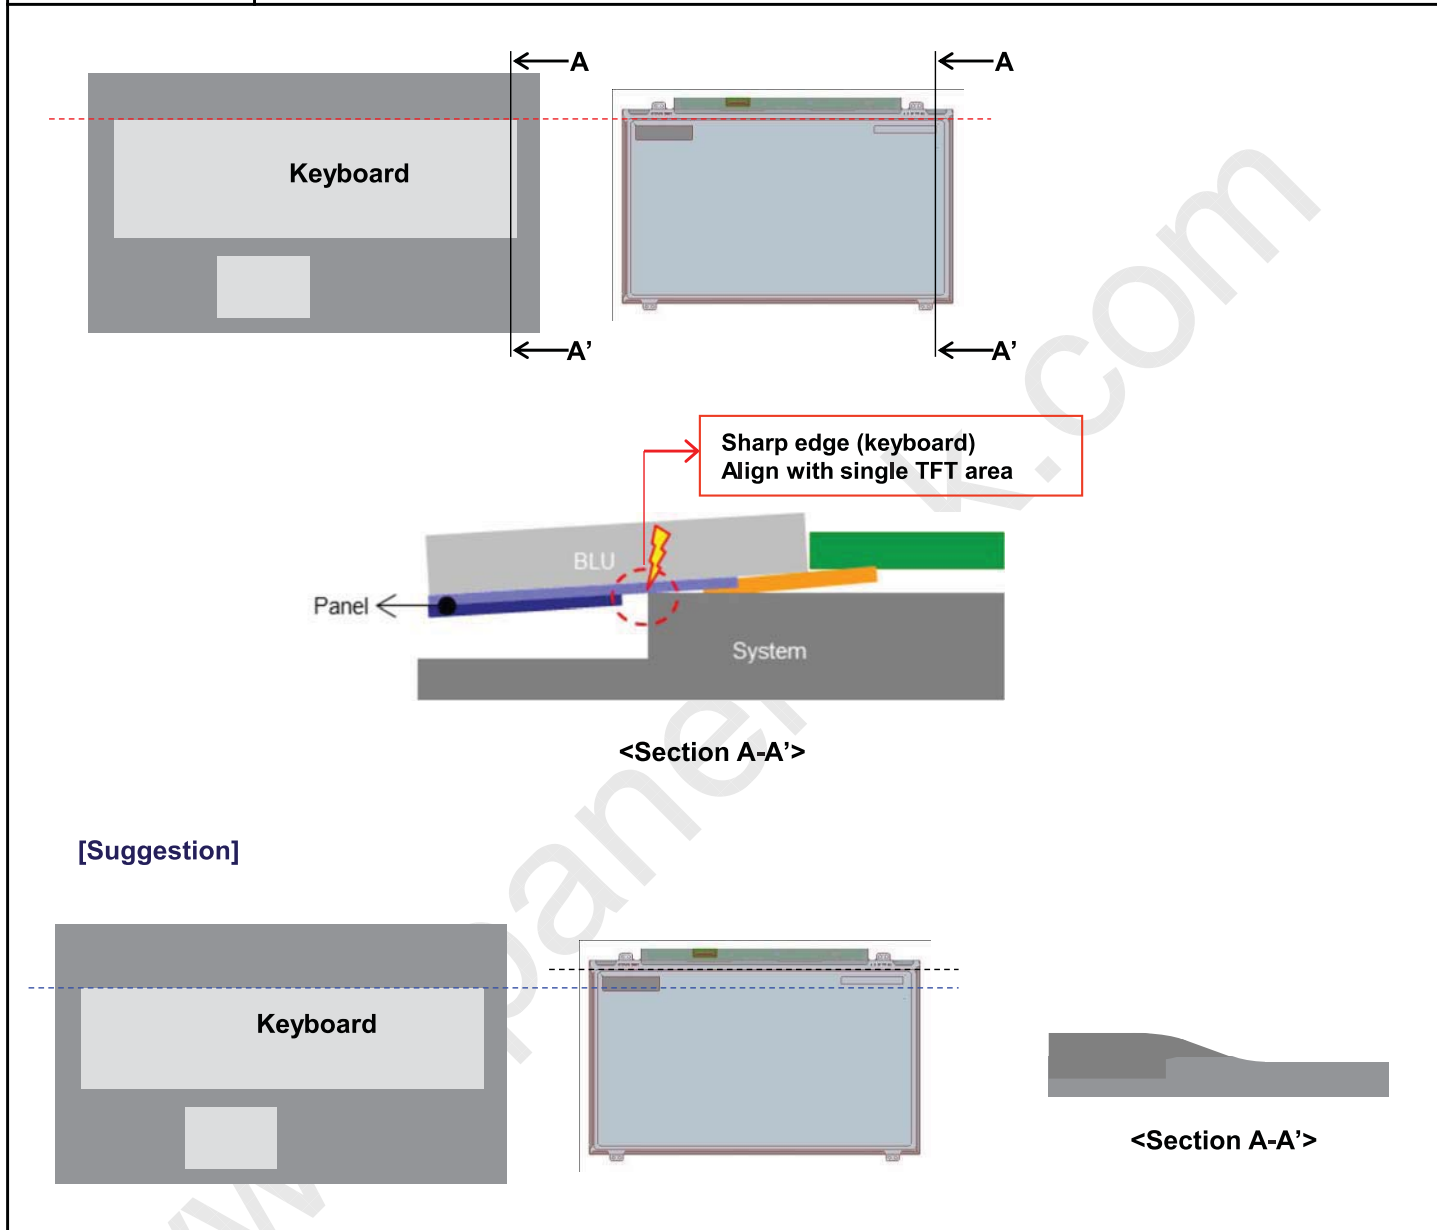 A
A
Keyboard
A'
A'
Sharp edge (keyboard)
Align with single TFT area
BLU
Panel
System
<Section A-A'>
[Suggestion]
Keyboard
<Section A-A'>